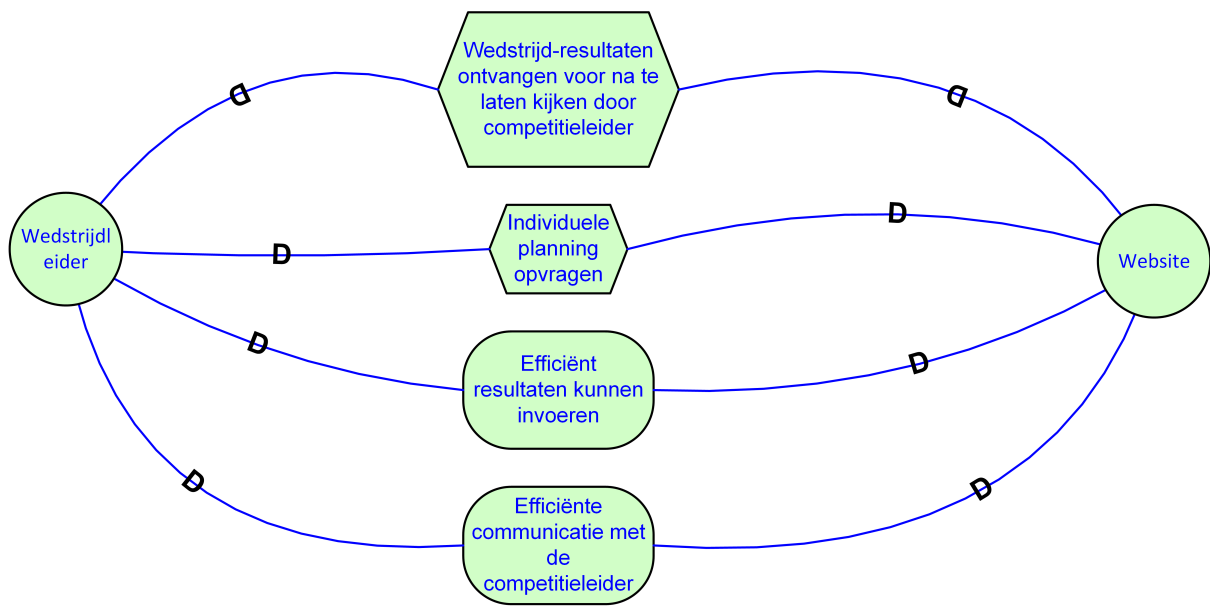 Wedstrijd-resultaten
ontvangen voor na te
laten kijken door
competitieleider
D
D
Wedstrijdl
eider
D
Individuele
planning
opvragen
D
Website
D
Efficiënt
resultaten kunnen
invoeren
D
D
Efficiënte
communicatie met
de
competitieleider
D